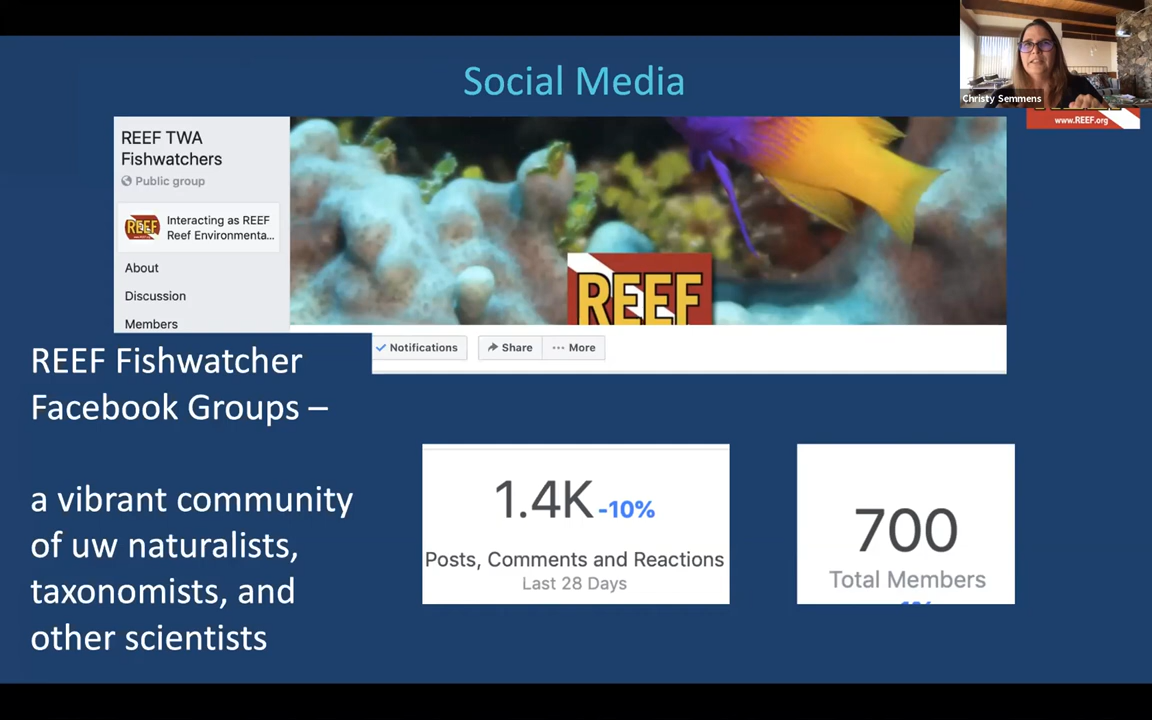 Social Media
Christy Semmens
www.REEF.org
REEF TWA
Fishwatchers
Public group
REEF
Interacting as REEF
Reef Environmenta...
About
Discussion
Members
REEF
Notifications
Share
More
REEF Fishwatcher
Facebook Groups –
a vibrant community
of uw naturalists,
taxonomists, and
other scientists
1.4K -10%
Posts, Comments and Reactions
Last 28 Days
700
Total Members